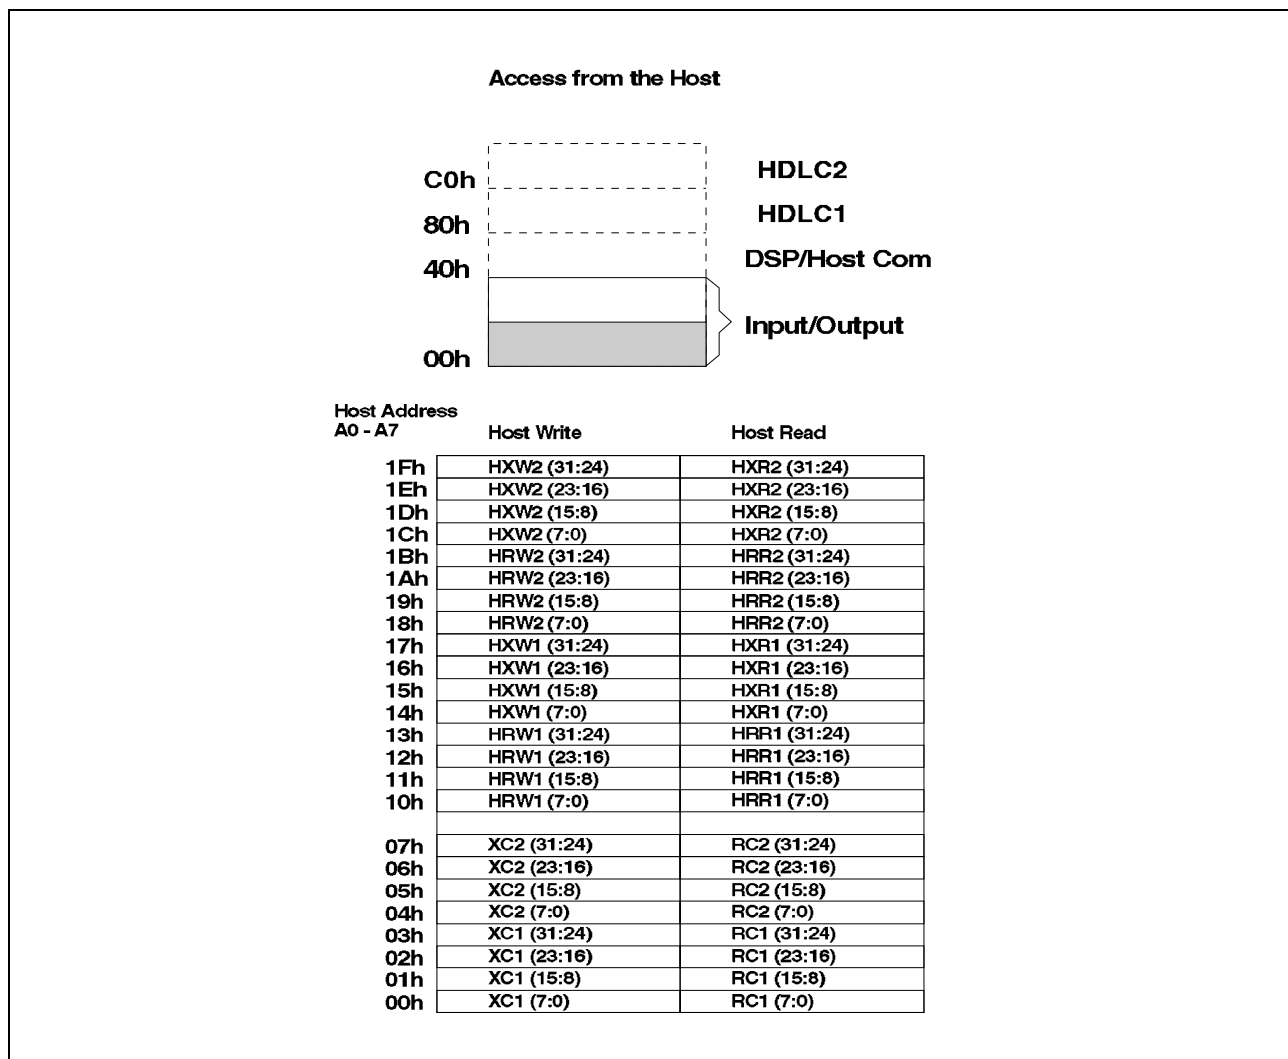 Access from the Host
HDLC2
C0h
HDLC1
80h
DSP/Host Com
40h
Input/Output
00h
Host Address
A0 - A7 Host Write Host Read
1Fh HXW2 (31:24) HXR2 (31:24)
1Eh HXW2 (23:16) HXR2 (23:16)
1Dh HXW2 (15:8) HXR2 (15:8)
1Ch HXW2 (7:0) HXR2 (7:0)
1Bh HRW2 (31:24) HRR2 (31:24)
1Ah HRW2 (23:16) HRR2 (23:16)
19h HRW2 (15:8) HRR2 (15:8)
18h HRW2 (7:0) HRR2 (7:0)
17h HXW1 (31:24) HXR1 (31:24)
16h HXW1 (23:16) HXR1 (23:16)
15h HXW1 (15:8) HXR1 (15:8)
14h HXW1 (7:0) HXR1 (7:0)
13h HRW1 (31:24) HRR1 (31:24)
12h HRW1 (23:16) HRR1 (23:16)
11h HRW1 (15:8) HRR1 (15:8)
10h HRW1 (7:0) HRR1 (7:0)
07h XC2 (31:24) RC2 (31:24)
06h XC2 (23:16) RC2 (23:16)
05h XC2 (15:8) RC2 (15:8)
04h XC2 (7:0) RC2 (7:0)
03h XC1 (31:24) RC1 (31:24)
02h XC1 (23:16) RC1 (23:16)
01h XC1 (15:8) RC1 (15:8)
00h XC1 (7:0) RC1 (7:0)